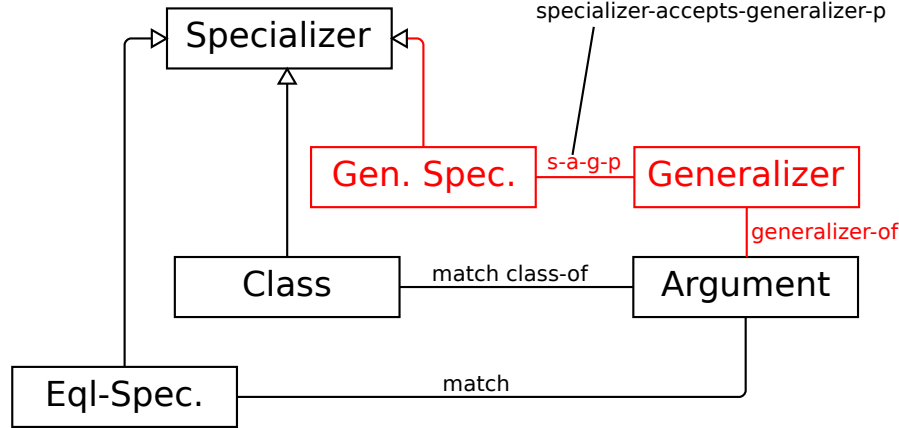 specializer-accepts-generalizer-p
Specializer
s-a-g-p
Gen. Spec.
Generalizer
generalizer-of
match class-of
Class
Argument
match
Eql-Spec.